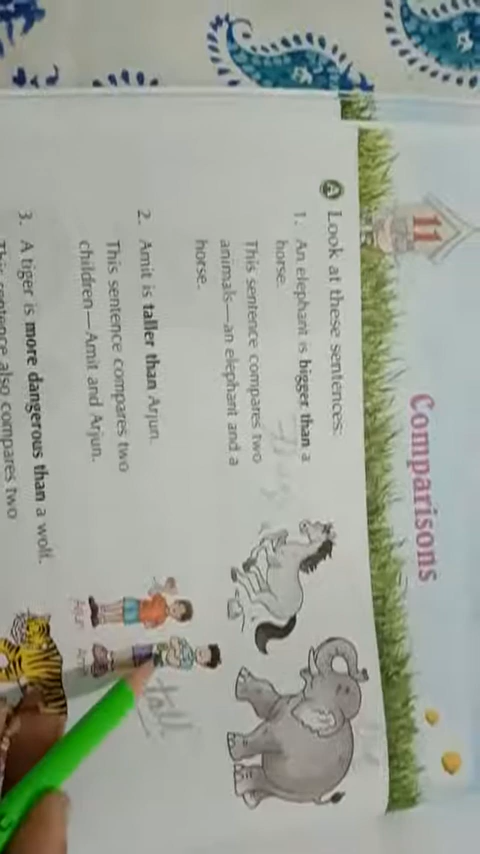 11
Comparisons
A Look at these sentences:
1. An elephant is bigger than a
horse.
This sentence compares two
animals—an elephant and a
horse.
2. Amit is taller than Arjun.
This sentence compares two
children—Amit and Arjun.
Arjun
tall
3. A tiger is more dangerous than a wolf.
This sentence also compares two